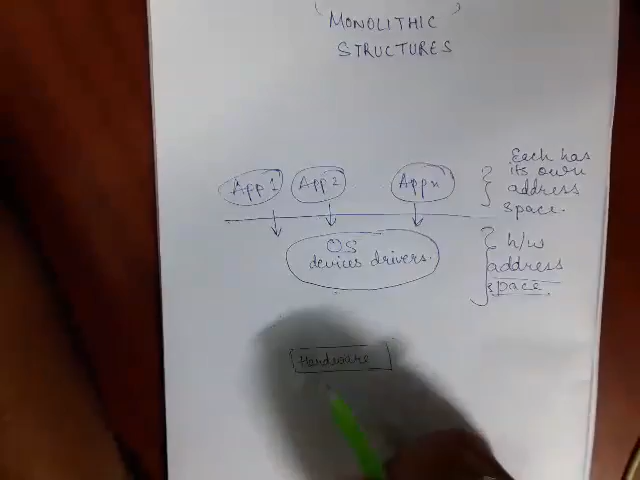 MONOLITHIC
STRUCTURES
App 1
App 2
App n
Each has
its own
address
space.
OS
devices drivers.
h/w
address
space
Hardware